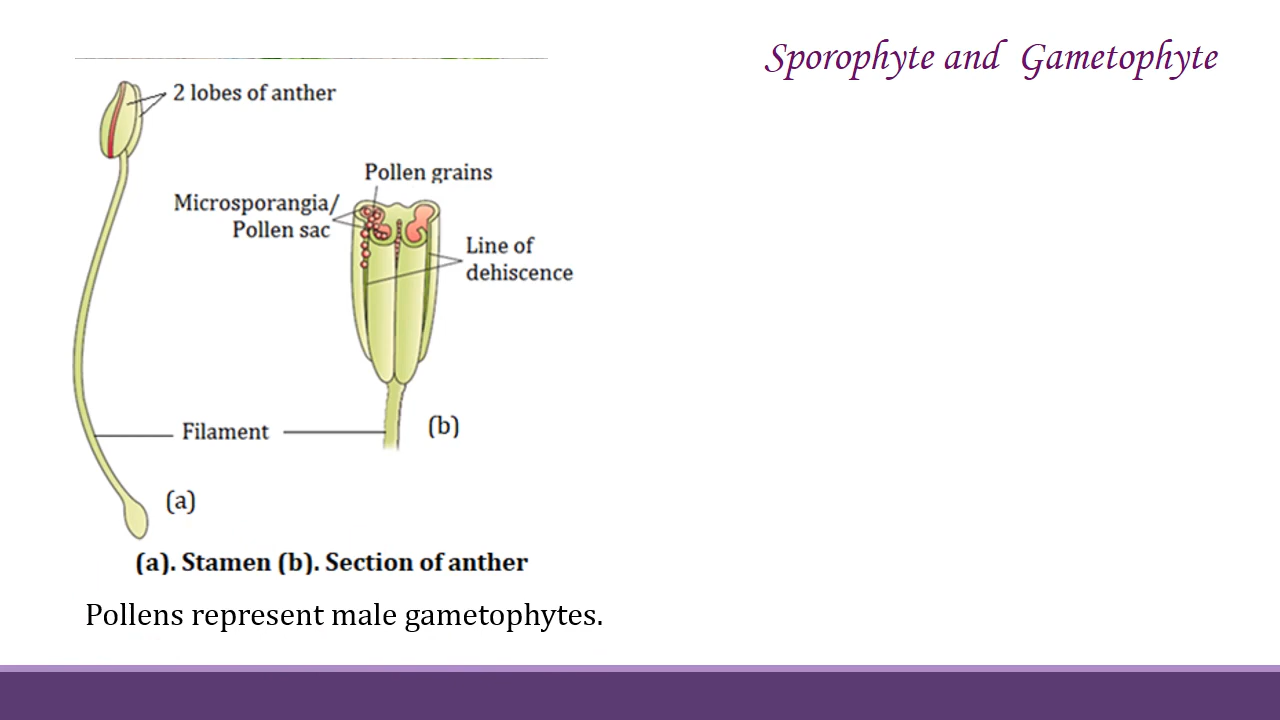 Sporophyte and Gametophyte
2 lobes of anther
Pollen grains
Microsporangia/
Pollen sac
Line of
dehiscence
Filament
(b)
(a)
(a). Stamen (b). Section of anther
Pollens represent male gametophytes.